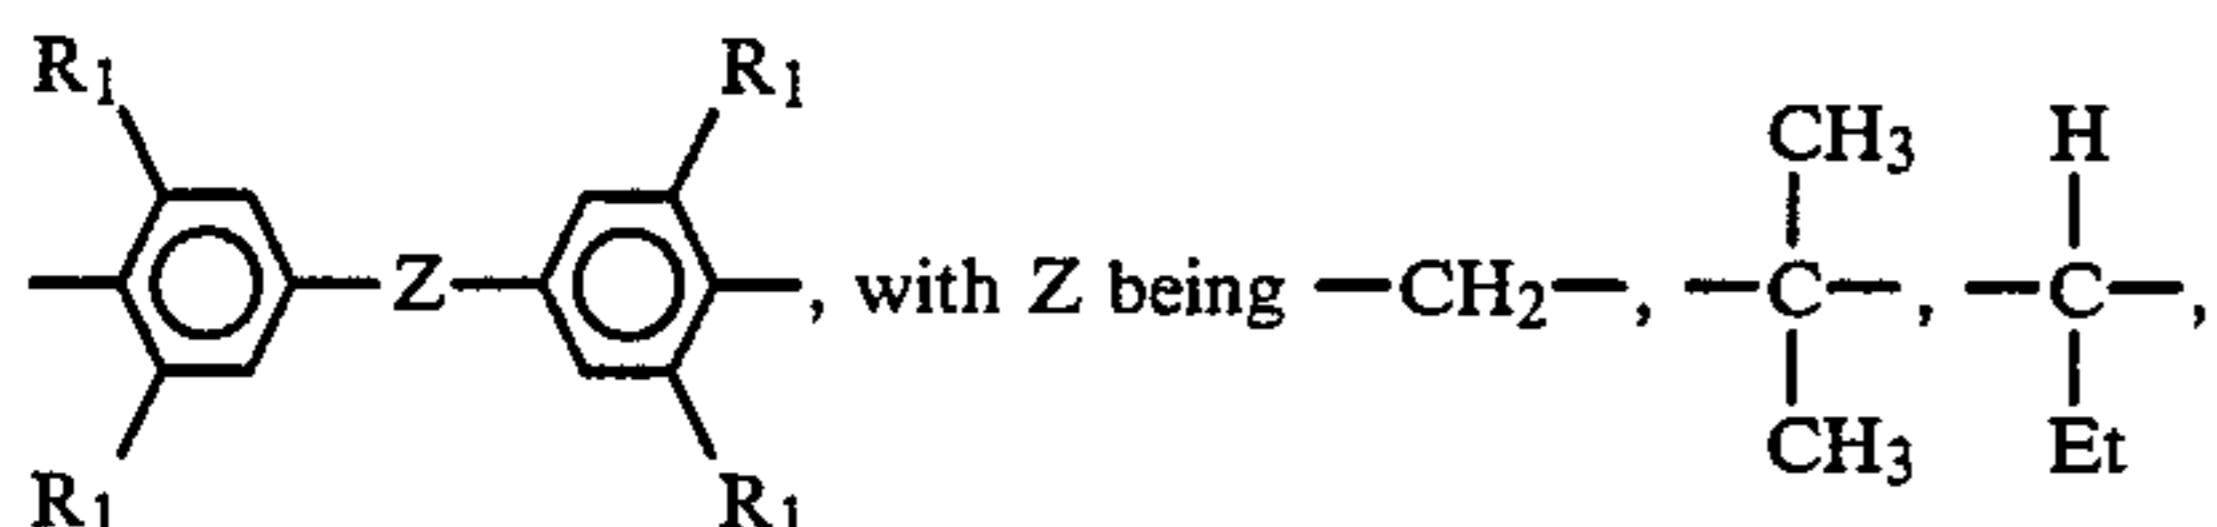 R1 R1
CH3 H
Z , with Z being —CH2—, —C—, —C—,
CH3 Et
R1 R1